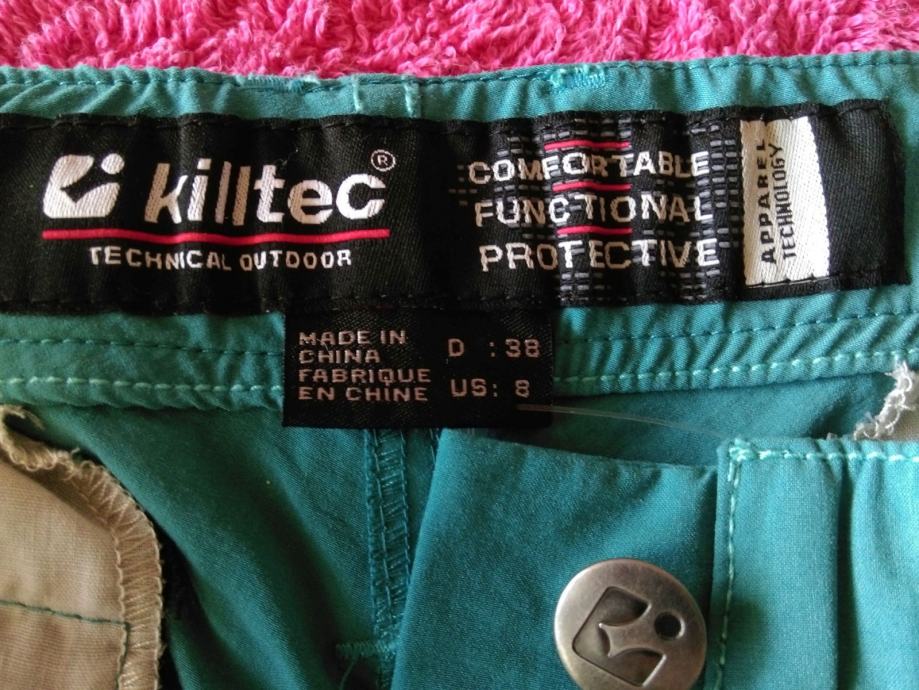 killtec®
TECHNICAL OUTDOOR
COMFORTABLE
FUNCTIONAL
PROTECTIVE
APPAREL
TECHNOLOGY
MADE IN
CHINA
FABRIQUE
EN CHINE
D : 38
US: 8